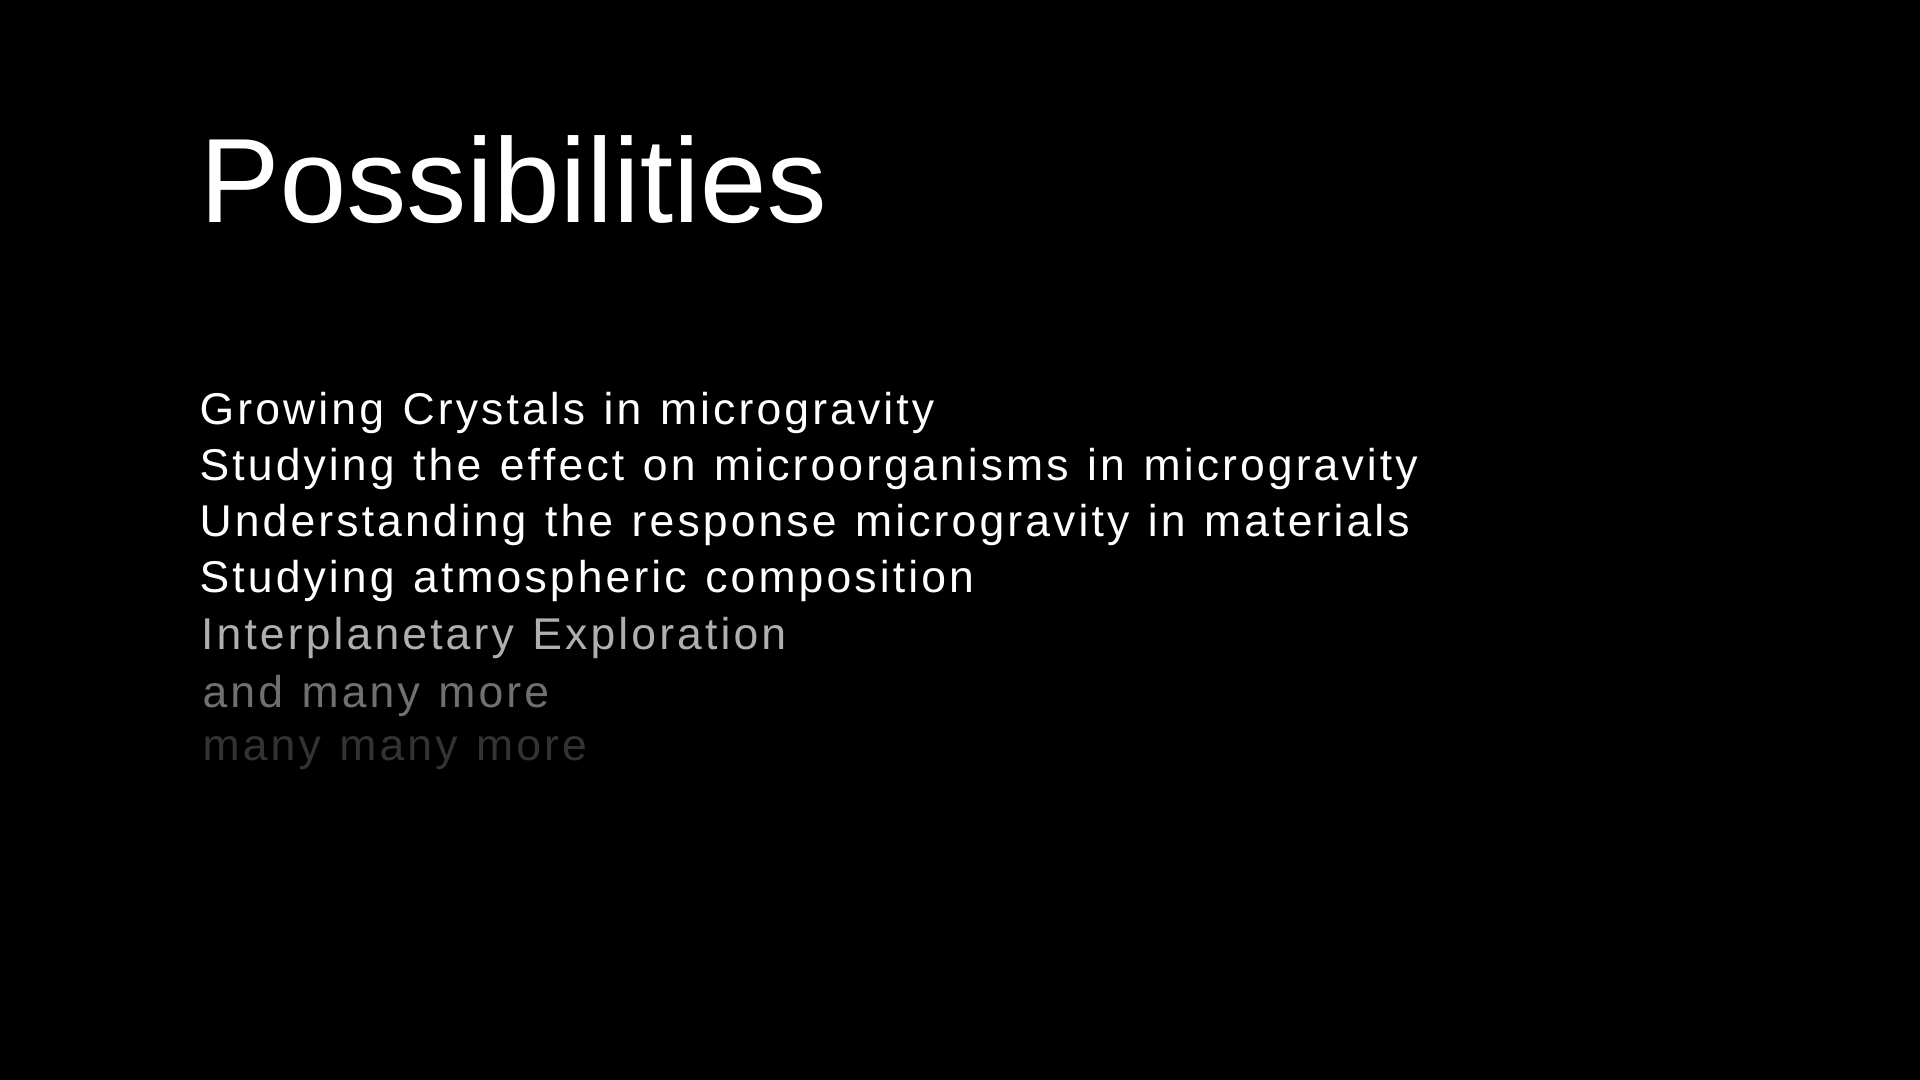 Possibilities
Growing Crystals in microgravity
Studying the effect on microorganisms in microgravity
Understanding the response microgravity in materials
Studying atmospheric composition
Interplanetary Exploration
and many more
many many more